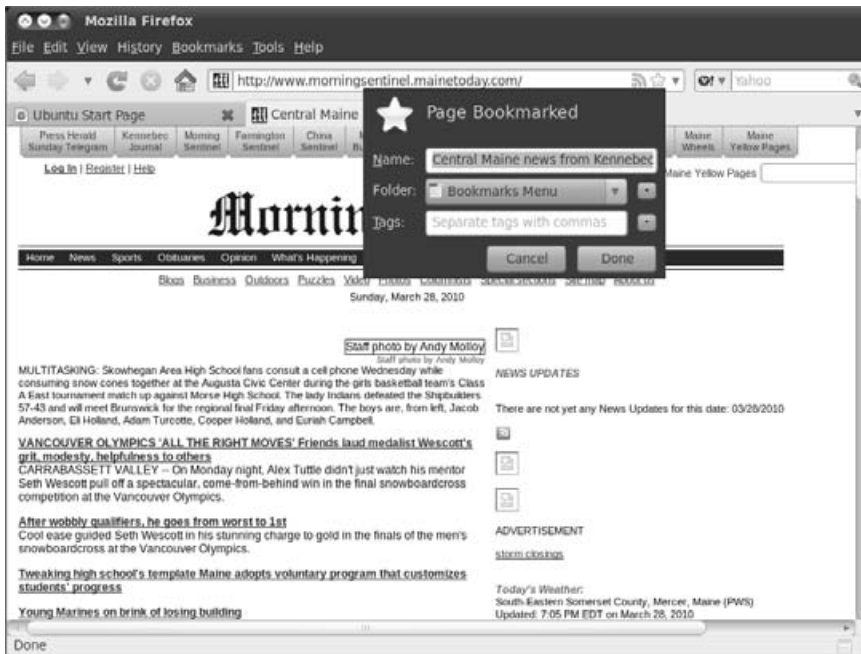 Mozilla Firefox
File Edit View History Bookmarks Tools Help
http://www.morningsentinel.mainetoday.com/
Yahoo
Ubuntu Start Page
Central Maine
Page Bookmarked
Name: Central Maine news from Kennebec
Folder: Bookmarks Menu
Tags: Separate tags with commas
Cancel Done
Press Herald Sunday Telegram
Kennebec Journal
Morning Sentinel
Farmington Sentinel
China Sentinel
Maine Wheels
Maine Yellow Pages
Log In | Register | Help
Maine Yellow Pages
Mornin
Home News Sports Obituaries Opinion What's Happening
Blogs Business Outdoors Puzzles Video Photos Columnists Special sections Site map About us
Sunday, March 28, 2010
Staff photo by Andy Molloy
Staff photo by Andy Molloy
MULTITASKING: Skowhegan Area High School fans consult a cell phone Wednesday while
consuming snow cones together at the Augusta Civic Center during the girls basketball team's Class
A East tournament match up against Morse High School. The lady Indians defeated the Shipbuilders
57-43 and will meet Brunswick for the regional final Friday afternoon. The boys are, from left, Jacob
Anderson, Eli Holland, Adam Turcotte, Cooper Holland, and Euriah Campbell.
VANCOUVER OLYMPICS 'ALL THE RIGHT MOVES' Friends laud medalist Wescott's
grit, modesty, helpfulness to others
CARRABASSETT VALLEY -- On Monday night, Alex Tuttle didn't just watch his mentor
Seth Wescott pull off a spectacular, come-from-behind win in the final snowboardcross
competition at the Vancouver Olympics.
After wobbly qualifiers, he goes from worst to 1st
Cool ease guided Seth Wescott in his stunning charge to gold in the finals of the men's
snowboardcross at the Vancouver Olympics.
Tweaking high school's template Maine adopts voluntary program that customizes
students' progress
Young Marines on brink of losing building
NEWS UPDATES
There are not yet any News Updates for this date: 03/28/2010
ADVERTISEMENT
storm closings
Today's Weather:
South-Eastern Somerset County, Mercer, Maine (PWS)
Updated: 7:05 PM EDT on March 28, 2010
Done